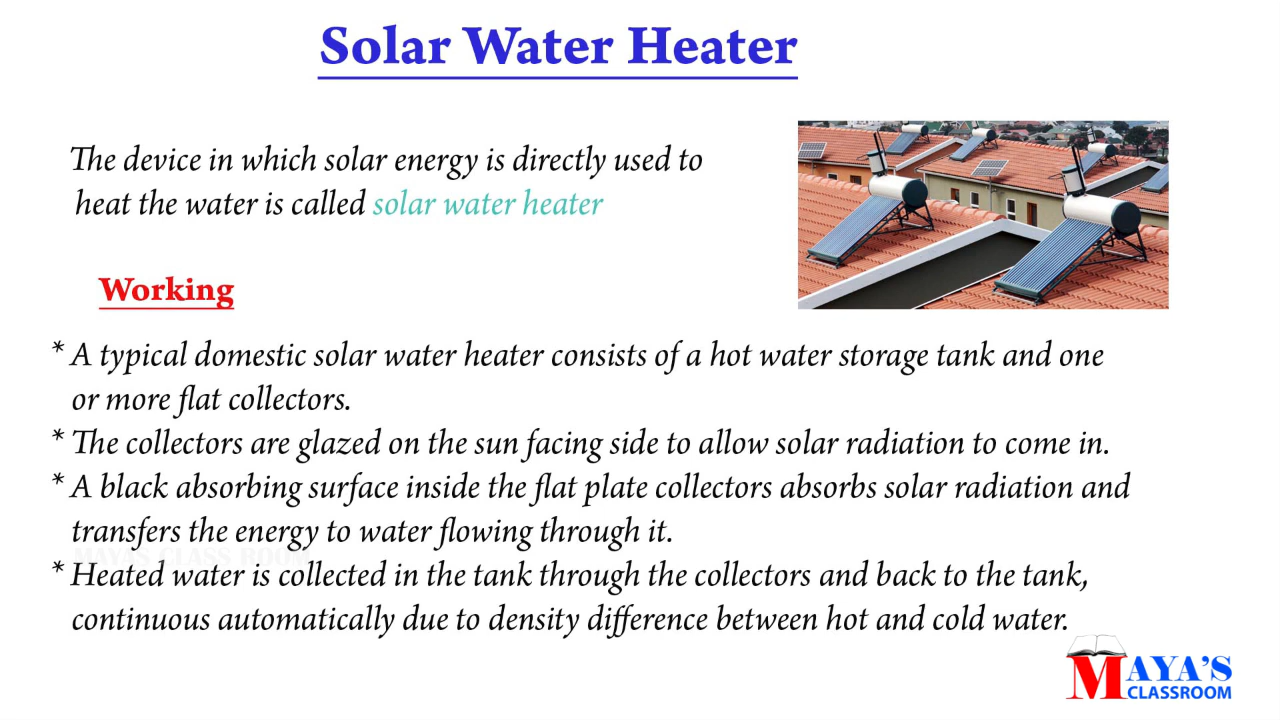 Solar Water Heater
The device in which solar energy is directly used to
heat the water is called solar water heater
Working
* A typical domestic solar water heater consists of a hot water storage tank and one
or more flat collectors.
* The collectors are glazed on the sun facing side to allow solar radiation to come in.
* A black absorbing surface inside the flat plate collectors absorbs solar radiation and
transfers the energy to water flowing through it.
MAYAS CLASS ROOM
* Heated water is collected in the tank through the collectors and back to the tank,
continuous automatically due to density difference between hot and cold water.
MAYA'S
CLASSROOM